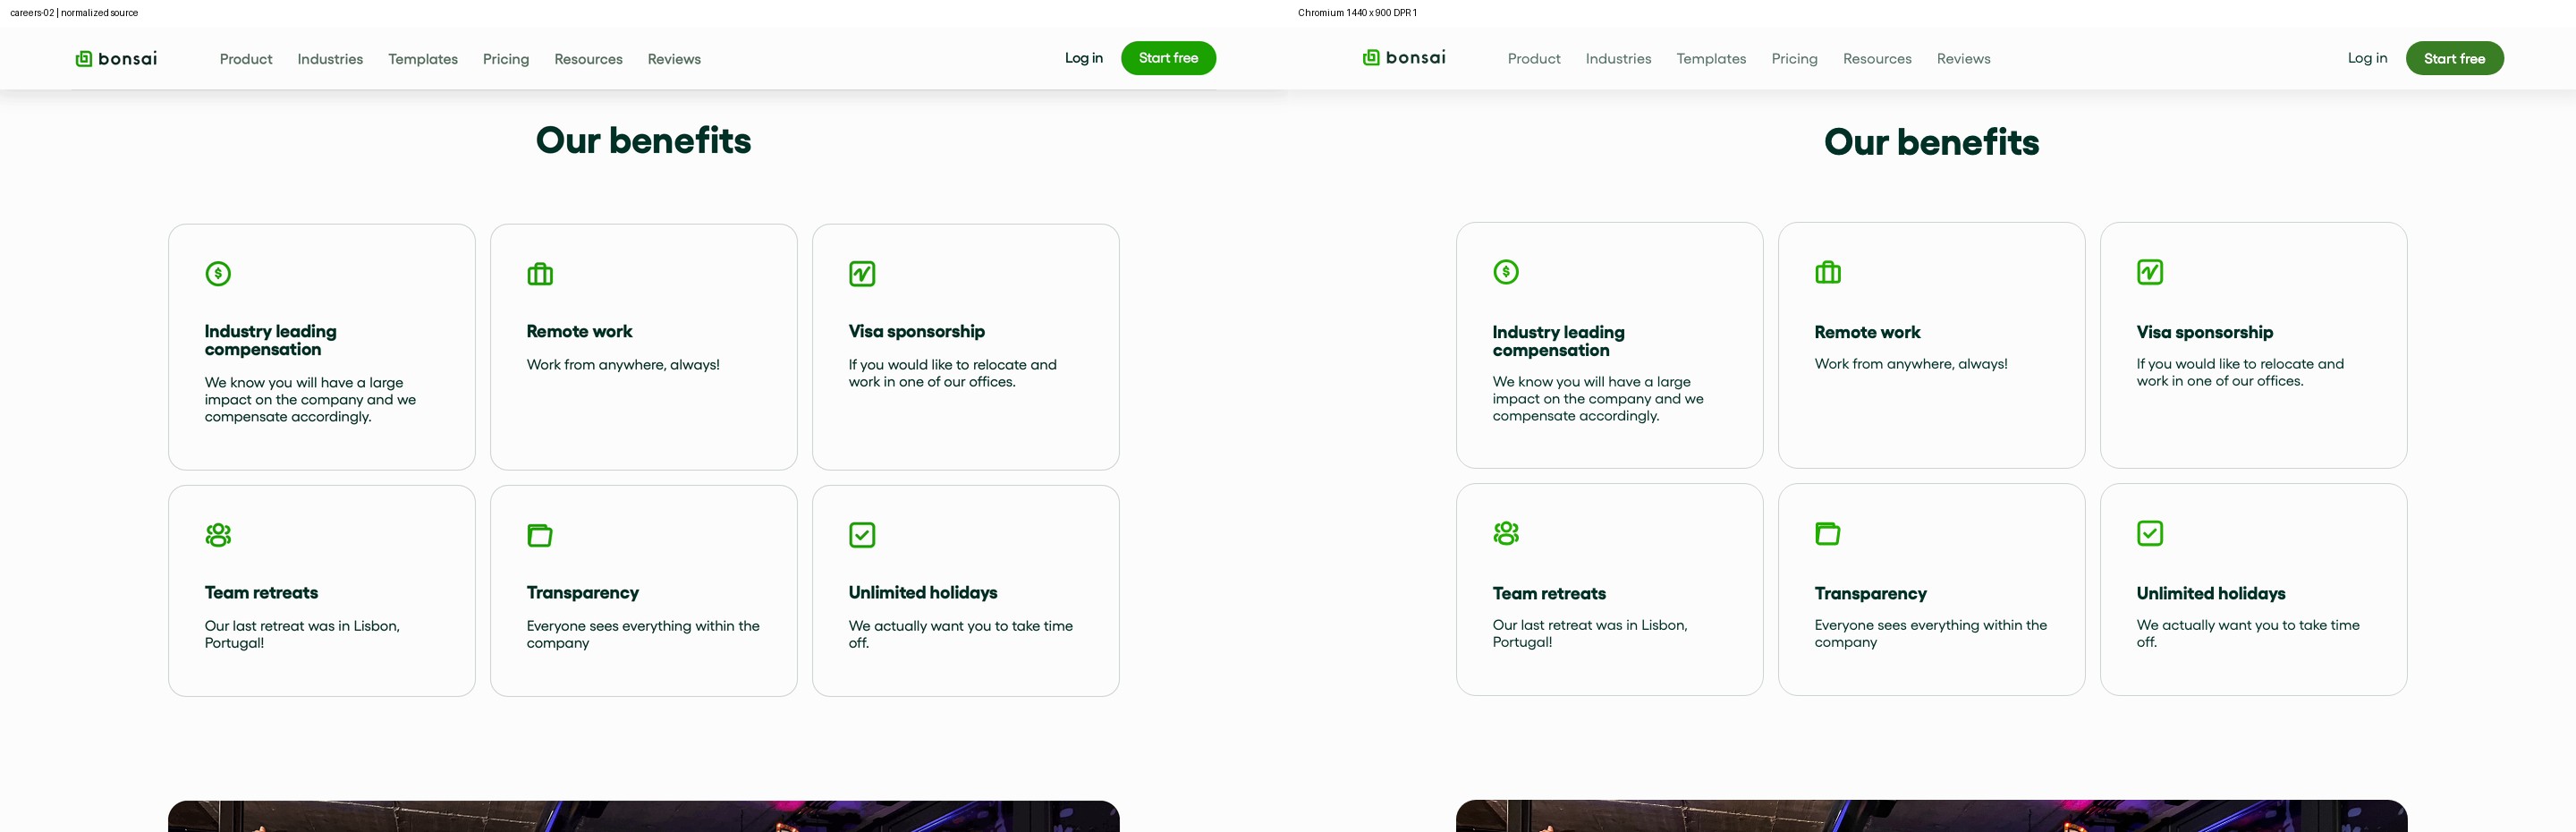 careers-02 | normalized source
bonsai
Product Industries Templates Pricing Resources Reviews
Log in
Start free
Our benefits
$
Industry leading
compensation
We know you will have a large
impact on the company and we
compensate accordingly.
Remote work
Work from anywhere, always!
Visa sponsorship
If you would like to relocate and
work in one of our offices.
Team retreats
Our last retreat was in Lisbon,
Portugal!
Transparency
Everyone sees everything within the
company
Unlimited holidays
We actually want you to take time
off.
Chromium 1440 x 900 DPR 1
bonsai
Product Industries Templates Pricing Resources Reviews
Log in
Start free
Our benefits
$
Industry leading
compensation
We know you will have a large
impact on the company and we
compensate accordingly.
Remote work
Work from anywhere, always!
Visa sponsorship
If you would like to relocate and
work in one of our offices.
Team retreats
Our last retreat was in Lisbon,
Portugal!
Transparency
Everyone sees everything within the
company
Unlimited holidays
We actually want you to take time
off.